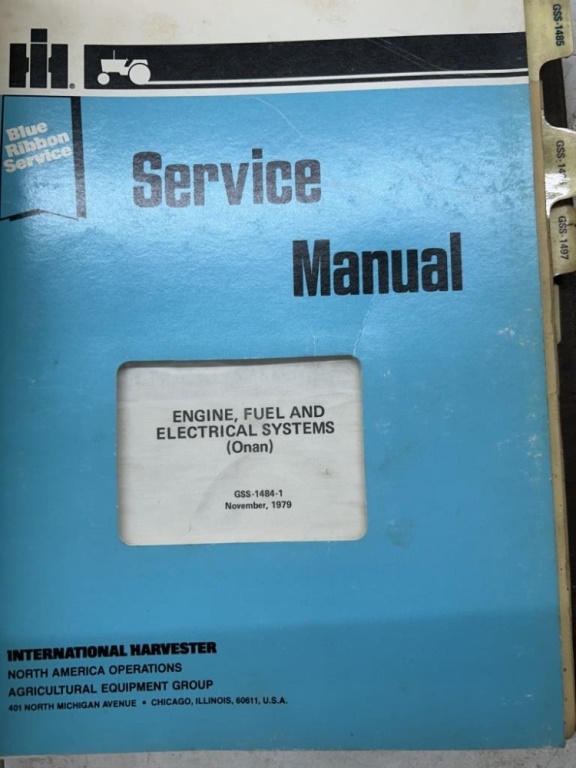 IH®
Blue
Ribbon
Service
Service
Manual
ENGINE, FUEL AND
ELECTRICAL SYSTEMS
(Onan)
GSS-1484-1
November, 1979
INTERNATIONAL HARVESTER
NORTH AMERICA OPERATIONS
AGRICULTURAL EQUIPMENT GROUP
401 NORTH MICHIGAN AVENUE • CHICAGO, ILLINOIS, 60611, U.S.A.
GSS-1485
GSS-1497